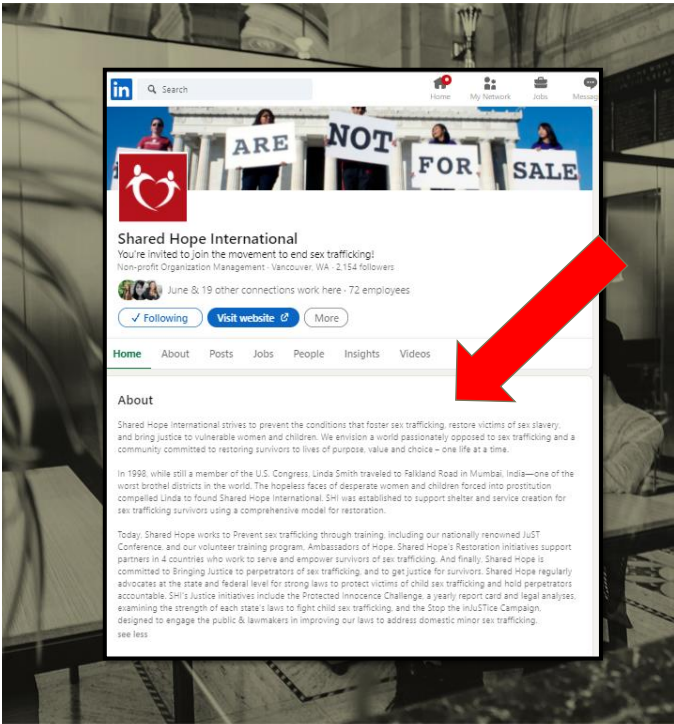 in
Search
Home
My Network
Jobs
Messag
ARE NOT FOR SALE
Shared Hope International
You're invited to join the movement to end sex trafficking!
Non-profit Organization Management · Vancouver, WA · 2,154 followers
June & 19 other connections work here · 72 employees
✓ Following
Visit website
More
Home
About
Posts
Jobs
People
Insights
Videos
About
Shared Hope International strives to prevent the conditions that foster sex trafficking, restore victims of sex slavery,
and bring justice to vulnerable women and children. We envision a world passionately opposed to sex trafficking and a
community committed to restoring survivors to lives of purpose, value and choice – one life at a time.
In 1998, while still a member of the U.S. Congress, Linda Smith traveled to Falkland Road in Mumbai, India—one of the
worst brothel districts in the world. The hopeless faces of desperate women and children forced into prostitution
compelled Linda to found Shared Hope International. SHI was established to support shelter and service creation for
sex trafficking survivors using a comprehensive model for restoration.
Today, Shared Hope works to Prevent sex trafficking through training, including our nationally renowned JuST
Conference, and our volunteer training program, Ambassadors of Hope. Shared Hope's Restoration initiatives support
partners in 4 countries who work to serve and empower survivors of sex trafficking. And finally, Shared Hope is
committed to Bringing Justice to perpetrators of sex trafficking, and to get justice for survivors. Shared Hope regularly
advocates at the state and federal level for strong laws to protect victims of child sex trafficking and hold perpetrators
accountable. SHI's Justice initiatives include the Protected Innocence Challenge, a yearly report card and legal analyses,
examining the strength of each state's laws to fight child sex trafficking, and the Stop the inJuSTice Campaign,
designed to engage the public & lawmakers in improving our laws to address domestic minor sex trafficking.
see less